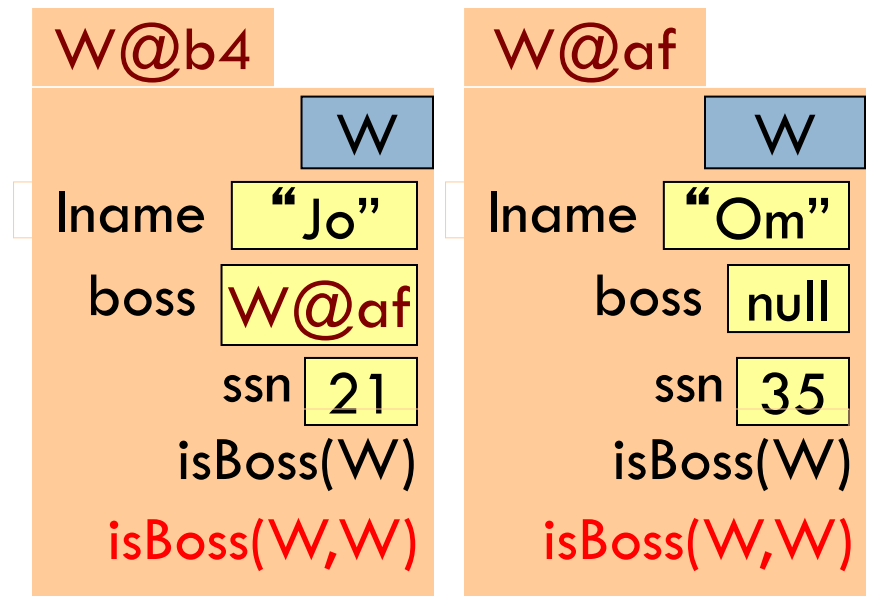 W@b4
W
lname “Jo”
boss W@af
ssn 21
isBoss(W)
isBoss(W,W)
W@af
W
lname “Om”
boss null
ssn 35
isBoss(W)
isBoss(W,W)